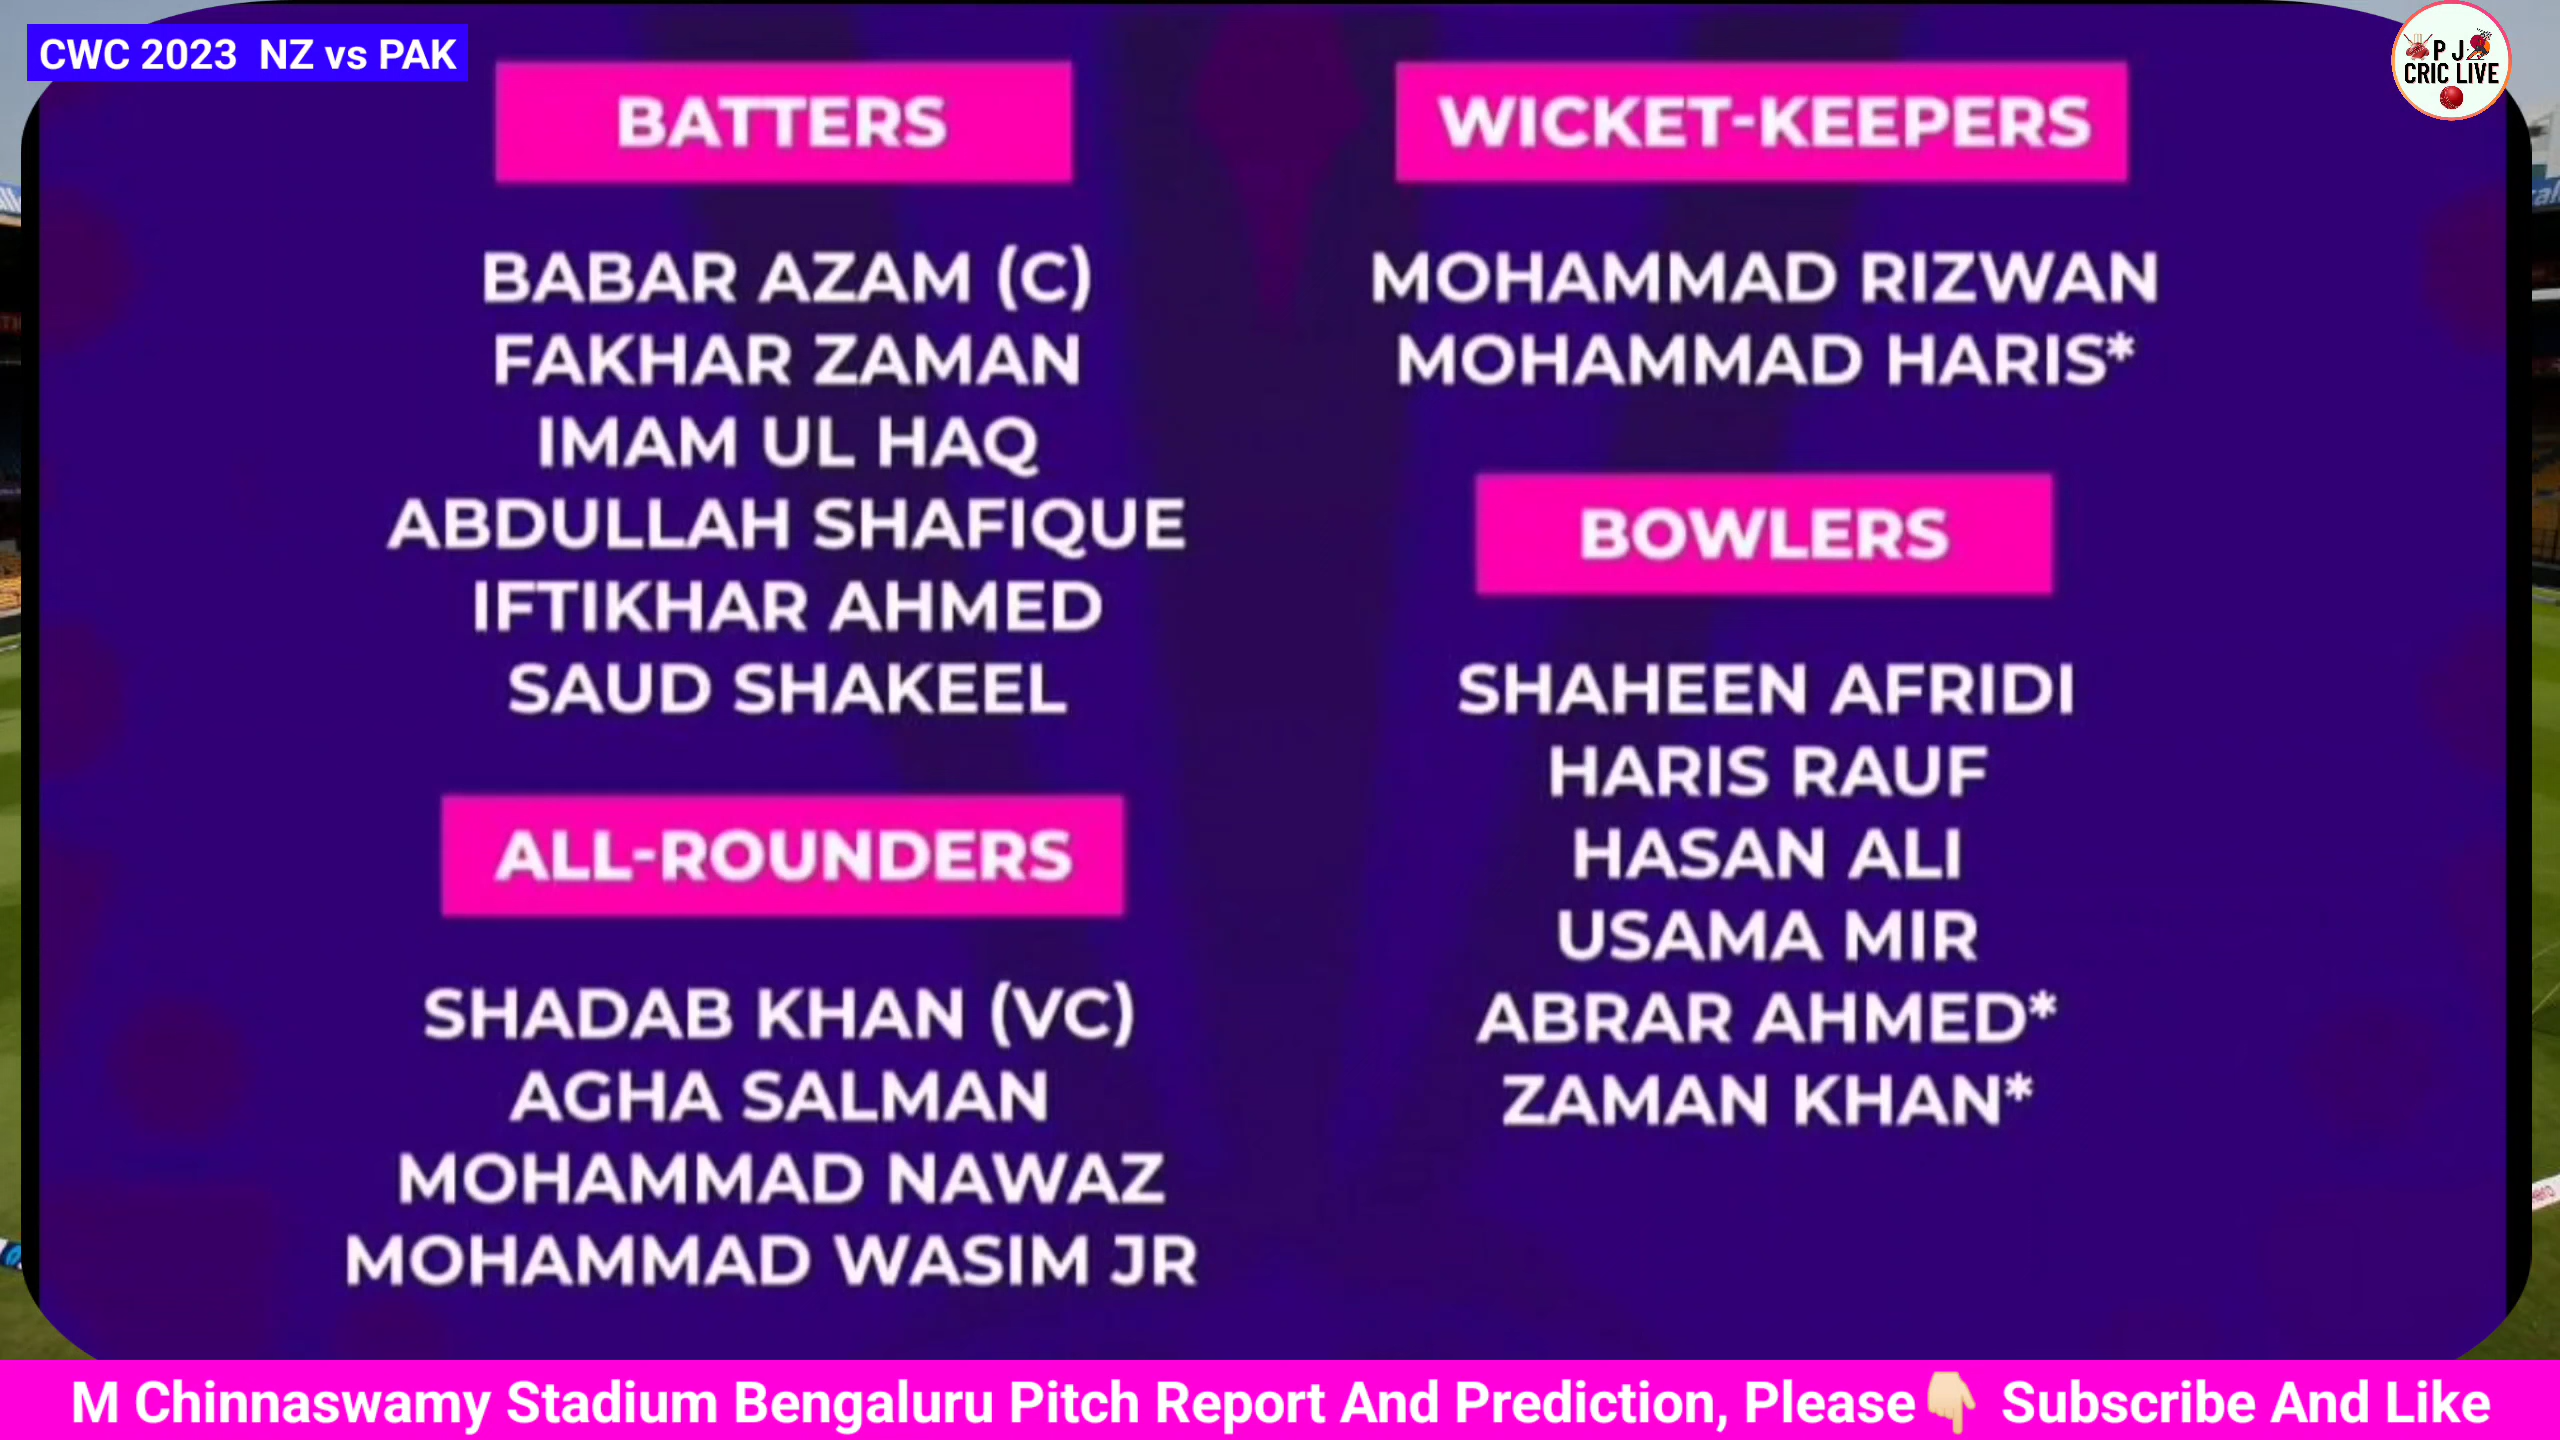 CWC 2023  NZ vs PAK
P J
CRIC LIVE
BATTERS
BABAR AZAM (C)
FAKHAR ZAMAN
IMAM UL HAQ
ABDULLAH SHAFIQUE
IFTIKHAR AHMED
SAUD SHAKEEL
ALL-ROUNDERS
SHADAB KHAN (VC)
AGHA SALMAN
MOHAMMAD NAWAZ
MOHAMMAD WASIM JR
WICKET-KEEPERS
MOHAMMAD RIZWAN
MOHAMMAD HARIS*
BOWLERS
SHAHEEN AFRIDI
HARIS RAUF
HASAN ALI
USAMA MIR
ABRAR AHMED*
ZAMAN KHAN*
M Chinnaswamy Stadium Bengaluru Pitch Report And Prediction, Please👇 Subscribe And Like